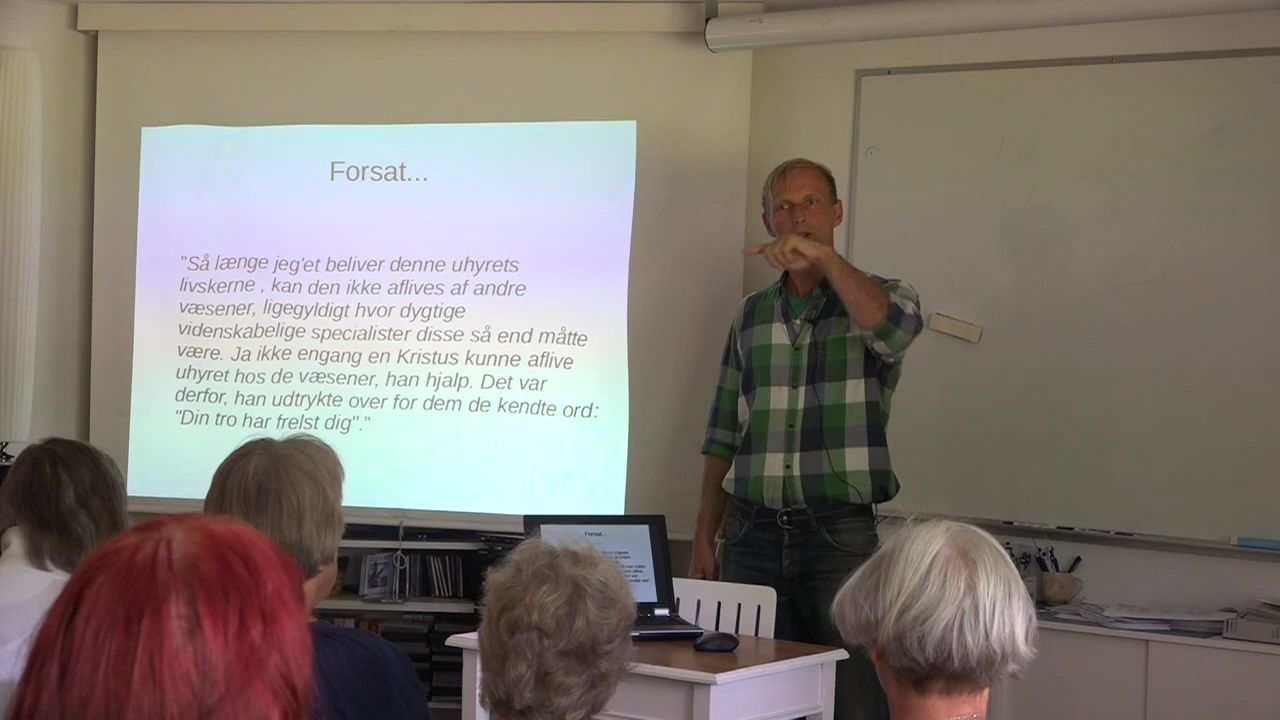 Forsat...
"Så længe jeg'et beliver denne uhyrets
livskerne , kan den ikke aflives af andre
væsener, ligegyldigt hvor dygtige
videnskabelige specialister disse så end måtte
være. Ja ikke engang en Kristus kunne aflive
uhyret hos de væsener, han hjalp. Det var
derfor, han udtrykte over for dem de kendte ord:
"Din tro har frelst dig"."
Forsat...